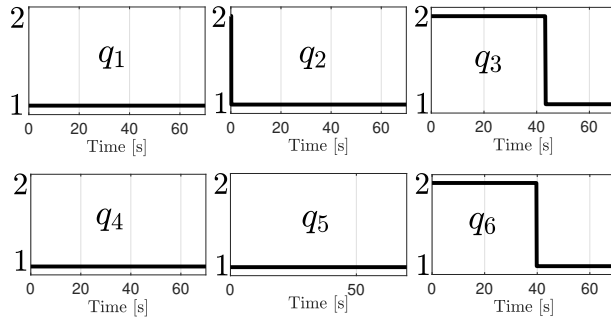 2 q1 2 q2 2 q3
1 1 1
0 20 40 60 0 20 40 60 0 20 40 60
Time [s] Time [s] Time [s]
2 q4 2 q5 2 q6
1 1 1
0 20 40 60 0 50 0 20 40 60
Time [s] Time [s] Time [s]